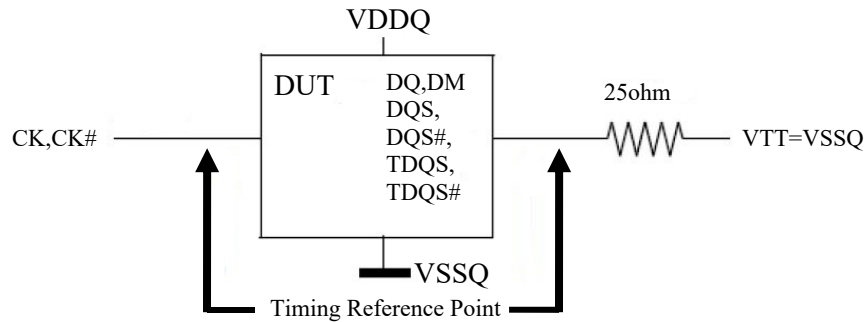 VDDQ
DUT
DQ,DM
DQS,
DQS#,
TDQS,
TDQS#
25ohm
CK,CK#
VTT=VSSQ
VSSQ
Timing Reference Point